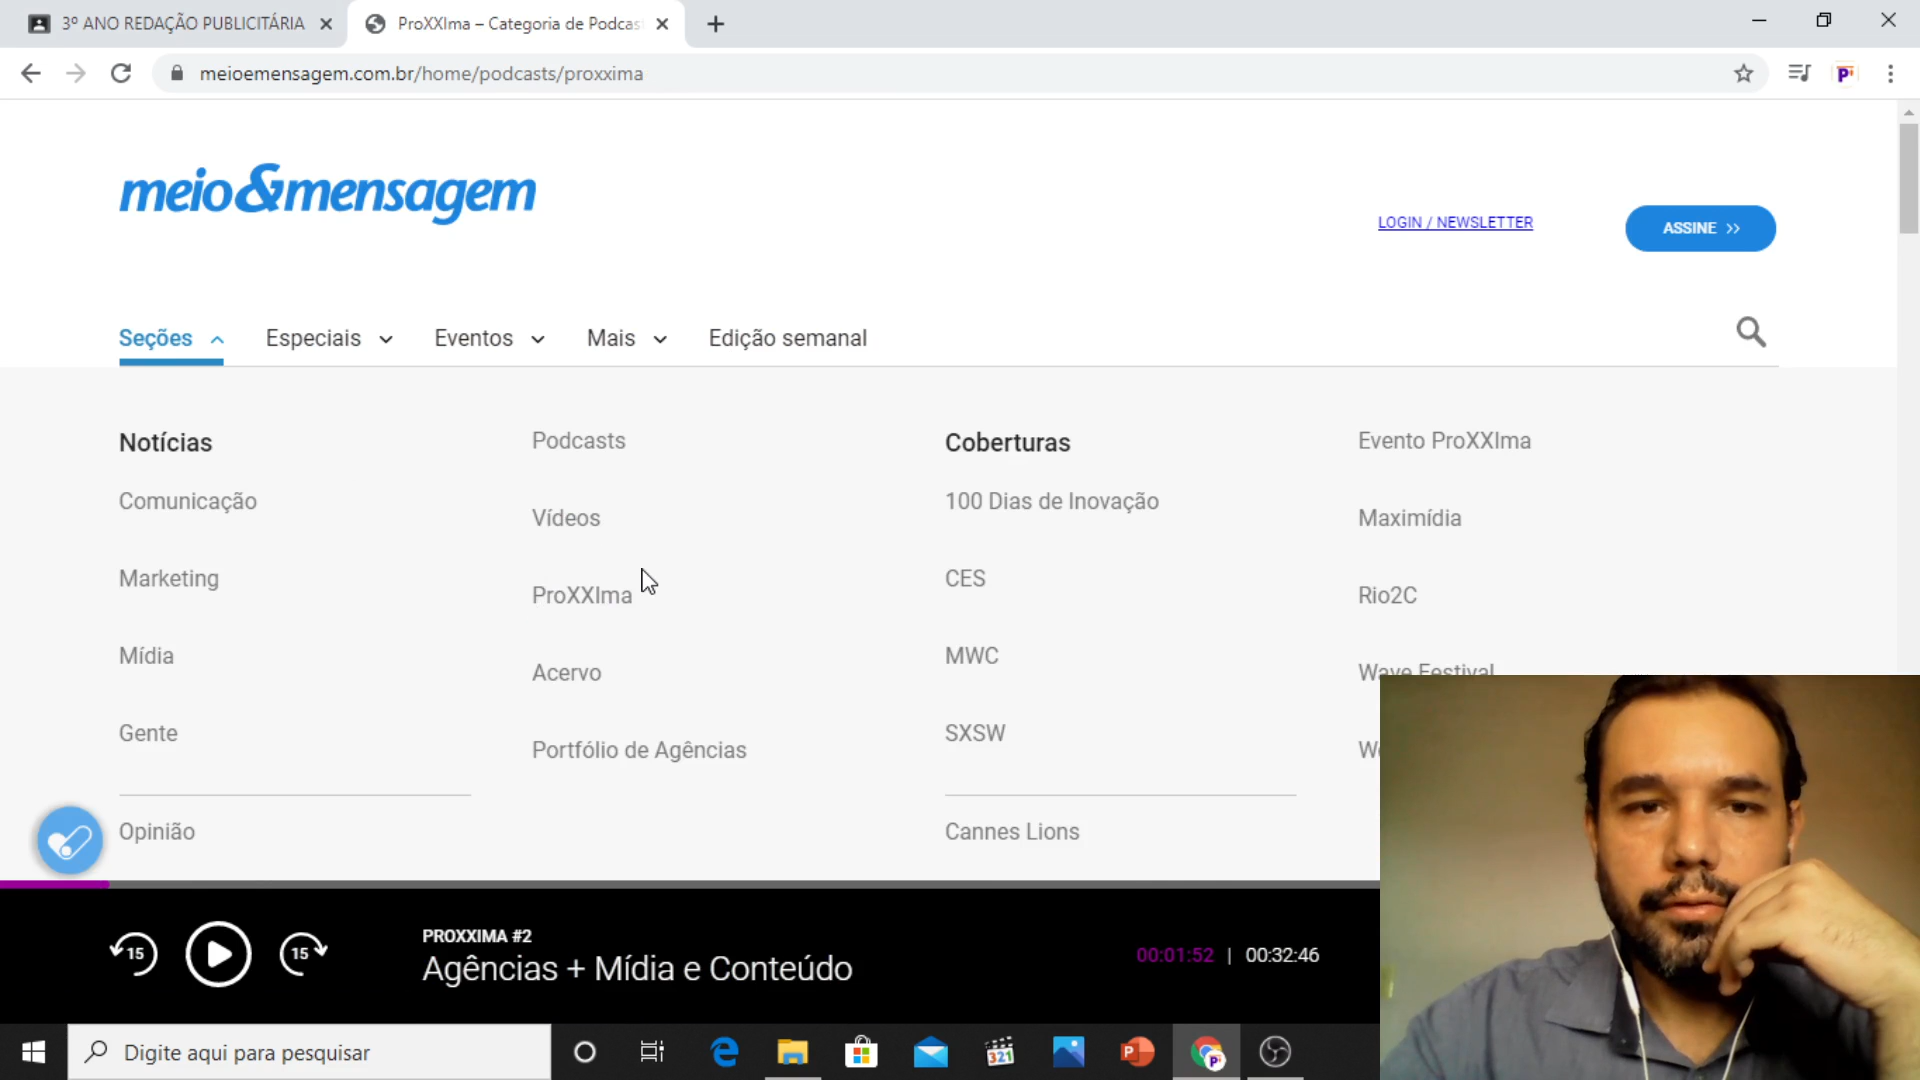 3º ANO REDAÇÃO PUBLICITÁRIA
ProXXIma – Categoria de Podcas
meioemensagem.com.br/home/podcasts/proxxima
meio&mensagem
LOGIN / NEWSLETTER
ASSINE
Seções
Especiais
Eventos
Mais
Edição semanal
Notícias
Comunicação
Marketing
Mídia
Gente
Opinião
Podcasts
Vídeos
ProXXIma
Acervo
Portfólio de Agências
Coberturas
100 Dias de Inovação
CES
MWC
SXSW
Cannes Lions
Evento ProXXIma
Maximídia
Rio2C
Wave Festival
15
15
PROXXIMA #2
Agências + Mídia e Conteúdo
00:01:52 | 00:32:46
Digite aqui para pesquisar
321